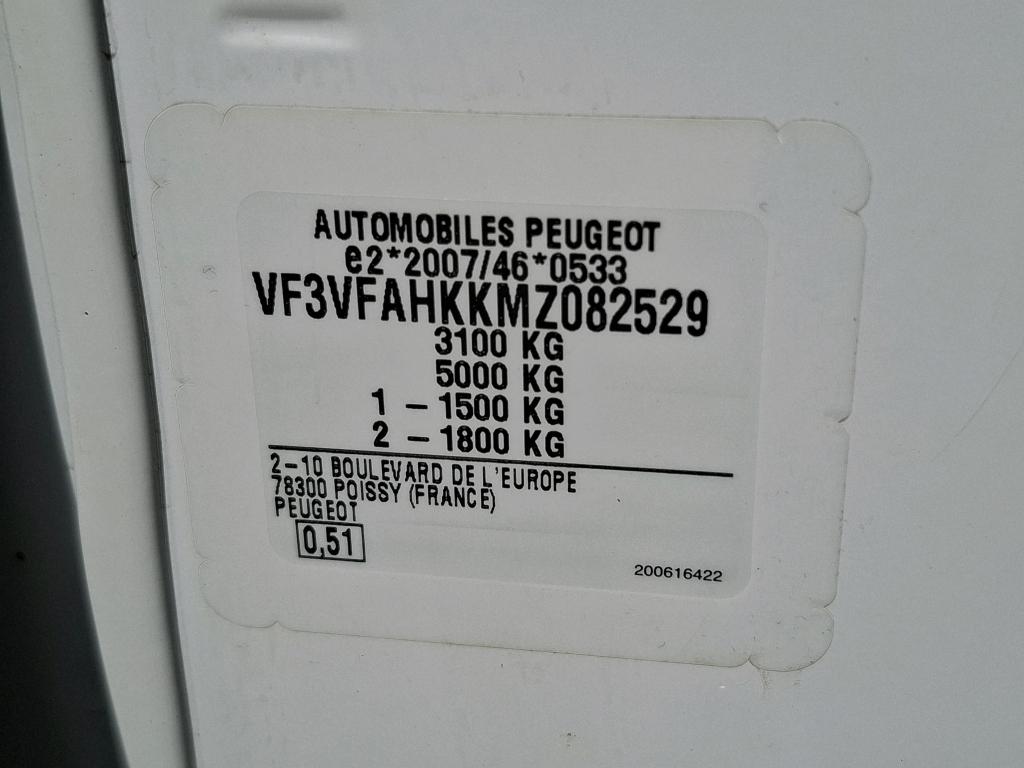 AUTOMOBILES PEUGEOT
e2*2007/46*0533
VF3VFAHKKMZ082529
3100 KG
5000 KG
1 - 1500 KG
2 - 1800 KG
2-10 BOULEVARD DE L'EUROPE
78300 POISSY (FRANCE)
PEUGEOT
0,51
200616422